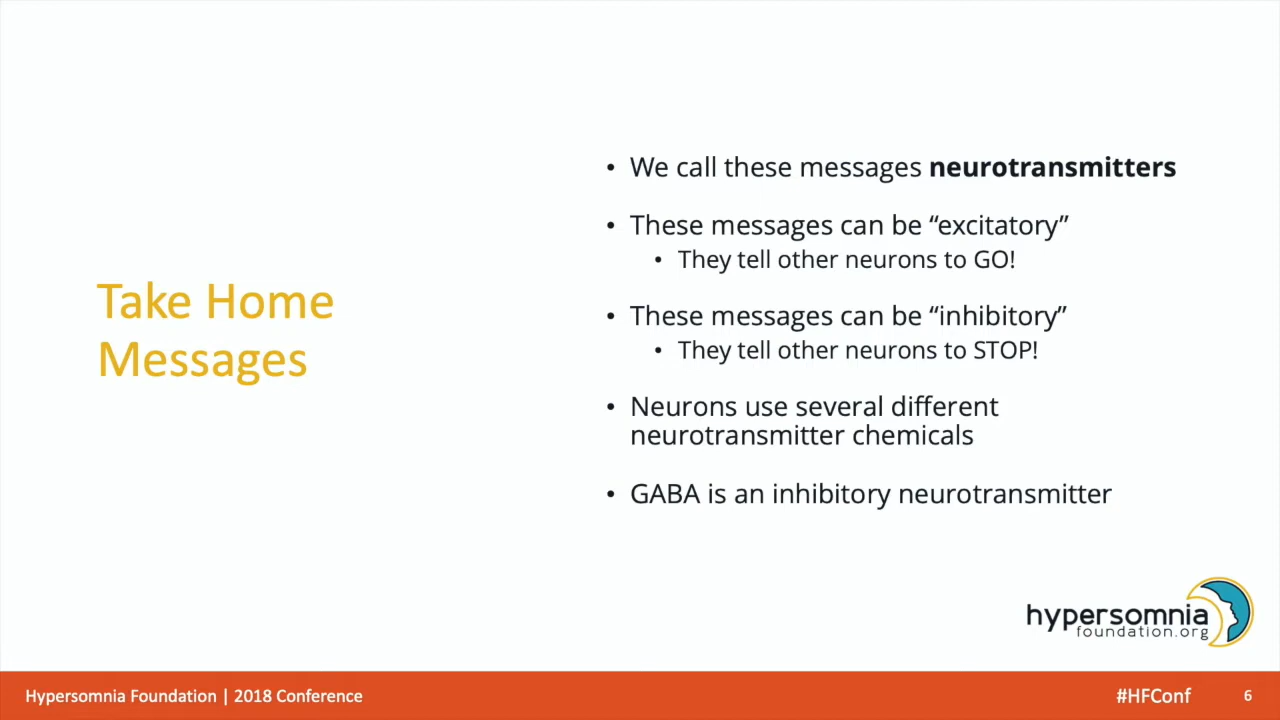 Take Home
Messages
• We call these messages neurotransmitters
• These messages can be “excitatory”
• They tell other neurons to GO!
• These messages can be “inhibitory”
• They tell other neurons to STOP!
• Neurons use several different
neurotransmitter chemicals
• GABA is an inhibitory neurotransmitter
hypersomnia
foundation.org
Hypersomnia Foundation | 2018 Conference
#HFConf
6